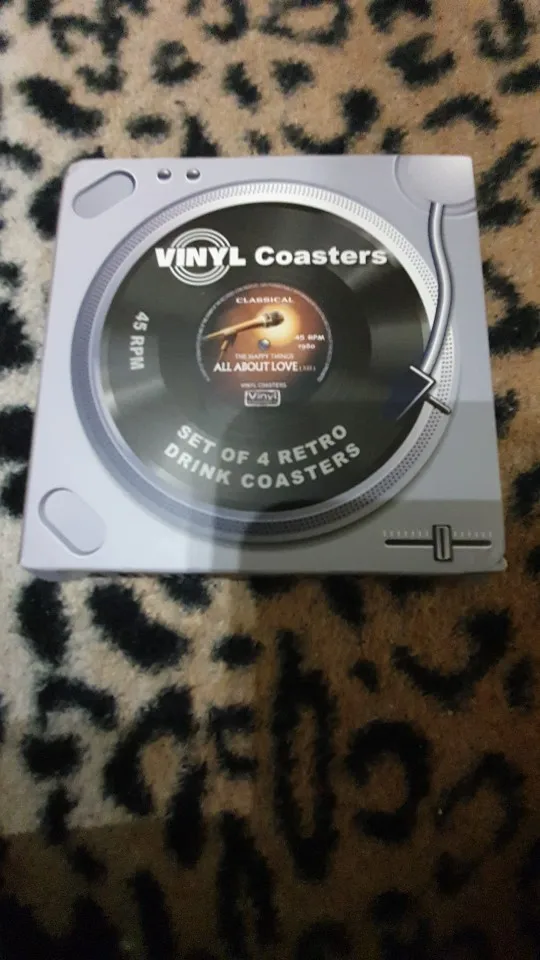 VINYL Coasters
CLASSICAL
45 RPM
45 RPM
1980
THE HAPPY THINGS
ALL ABOUT LOVE
VINYL COASTERS
Vinyl
SET OF 4 RETRO
DRINK COASTERS